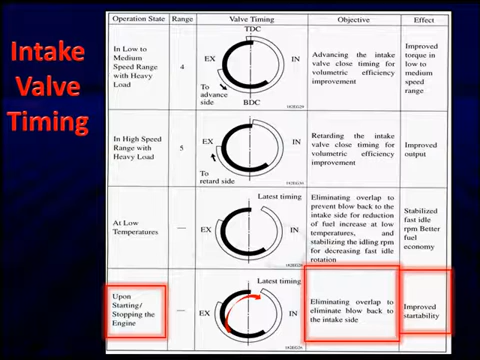 Intake
Valve
Timing
Operation State Range Valve Timing Objective Effect
In Low to
Medium
Speed Range
with Heavy
Load
4
TDC
EX
IN
To
advance
side
BDC
Advancing the intake
valve close timing for
volumetric efficiency
improvement
Improved
torque in
low to
medium
speed
range
In High Speed
Range with
Heavy Load
5
EX
IN
To retard side
Retarding the intake
valve close timing for
volumetric efficiency
improvement
Improved
output
At Low
Temperatures
—
Latest timing
EX
IN
Eliminating overlap to
prevent blow back to the
intake side for reduction
of fuel increase at low
temperatures, and
stabilizing the idling rpm
for decreasing fast idle
rotation
Stabilized
fast idle
rpm Better
fuel
economy
Upon
Starting/
Stopping the
Engine
—
Latest timing
EX
IN
Eliminating overlap to
eliminate blow back to
the intake side
Improved
startability